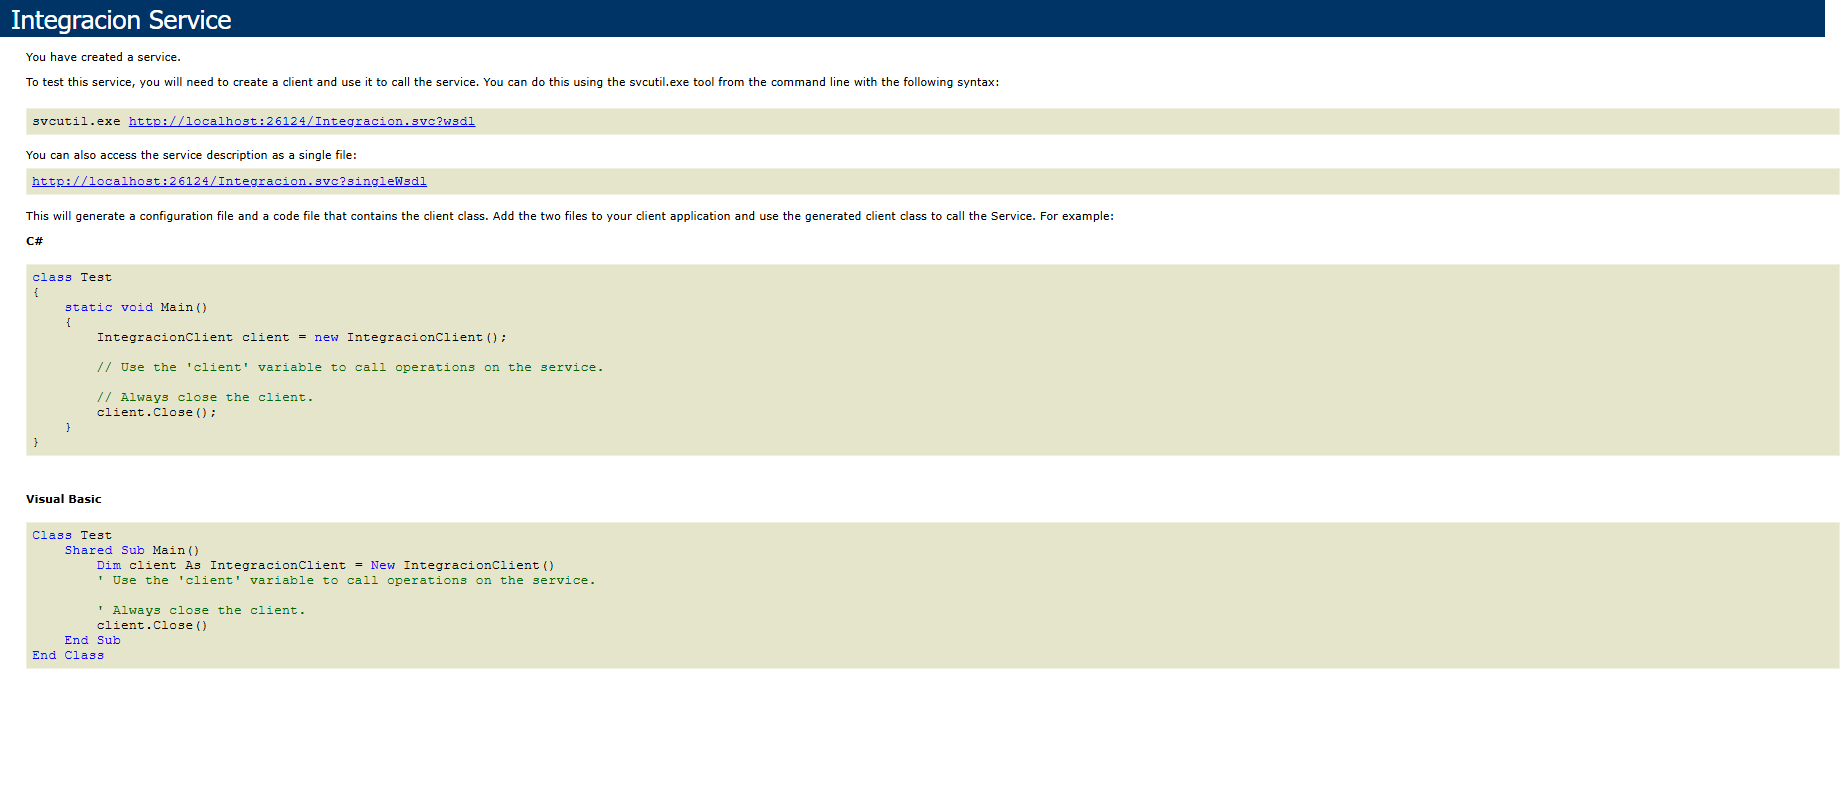 Integracion Service
You have created a service.
To test this service, you will need to create a client and use it to call the service. You can do this using the svcutil.exe tool from the command line with the following syntax:
svcutil.exe http://localhost:26124/Integracion.svc?wsdl
You can also access the service description as a single file:
http://localhost:26124/Integracion.svc?singleWsdl
This will generate a configuration file and a code file that contains the client class. Add the two files to your client application and use the generated client class to call the Service. For example:
C#
class Test
{
    static void Main()
    {
        IntegracionClient client = new IntegracionClient();
        // Use the 'client' variable to call operations on the service.
        // Always close the client.
        client.Close();
    }
}
Visual Basic
Class Test
    Shared Sub Main()
        Dim client As IntegracionClient = New IntegracionClient()
        ' Use the 'client' variable to call operations on the service.
        ' Always close the client.
        client.Close()
    End Sub
End Class